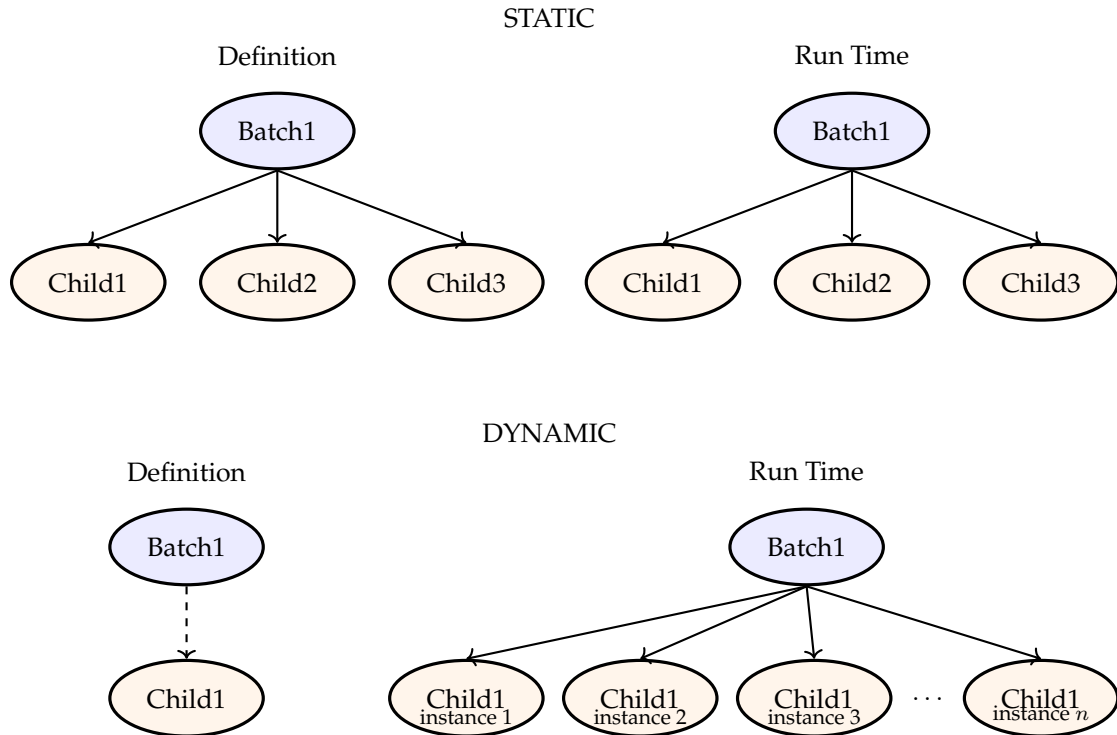 STATIC
Definition
Run Time
Batch1
Batch1
Child1
Child2
Child3
Child1
Child2
Child3
DYNAMIC
Definition
Run Time
Batch1
Batch1
Child1
Child1
instance 1
Child1
instance 2
Child1
instance 3
. . .
Child1
instance n